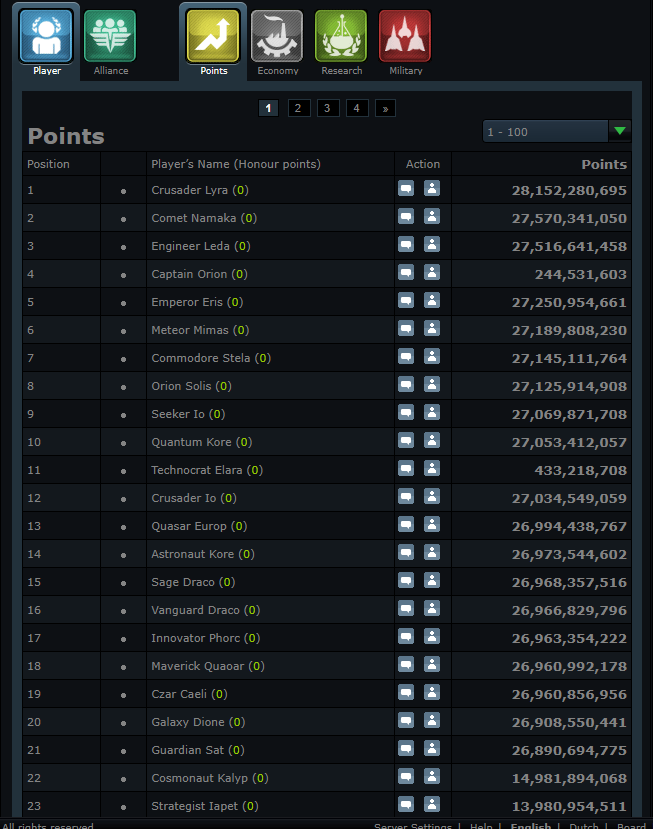 Player Alliance Points Economy Research Military
1 2 3 4 »
Points
1 - 100
Position Player's Name (Honour points) Action Points
1 • Crusader Lyra (0) 28,152,280,695
2 • Comet Namaka (0) 27,570,341,050
3 • Engineer Leda (0) 27,516,641,458
4 • Captain Orion (0) 244,531,603
5 • Emperor Eris (0) 27,250,954,661
6 • Meteor Mimas (0) 27,189,808,230
7 • Commodore Stela (0) 27,145,111,764
8 • Orion Solis (0) 27,125,914,908
9 • Seeker Io (0) 27,069,871,708
10 • Quantum Kore (0) 27,053,412,057
11 • Technocrat Elara (0) 433,218,708
12 • Crusader Io (0) 27,034,549,059
13 • Quasar Europ (0) 26,994,438,767
14 • Astronaut Kore (0) 26,973,544,602
15 • Sage Draco (0) 26,968,357,516
16 • Vanguard Draco (0) 26,966,829,796
17 • Innovator Phorc (0) 26,963,354,222
18 • Maverick Quaoar (0) 26,960,992,178
19 • Czar Caeli (0) 26,960,856,956
20 • Galaxy Dione (0) 26,908,550,441
21 • Guardian Sat (0) 26,890,694,775
22 • Cosmonaut Kalyp (0) 14,981,894,068
23 • Strategist Iapet (0) 13,980,954,511
All rights reserved. Server Settings | Help | English | Dutch | Board